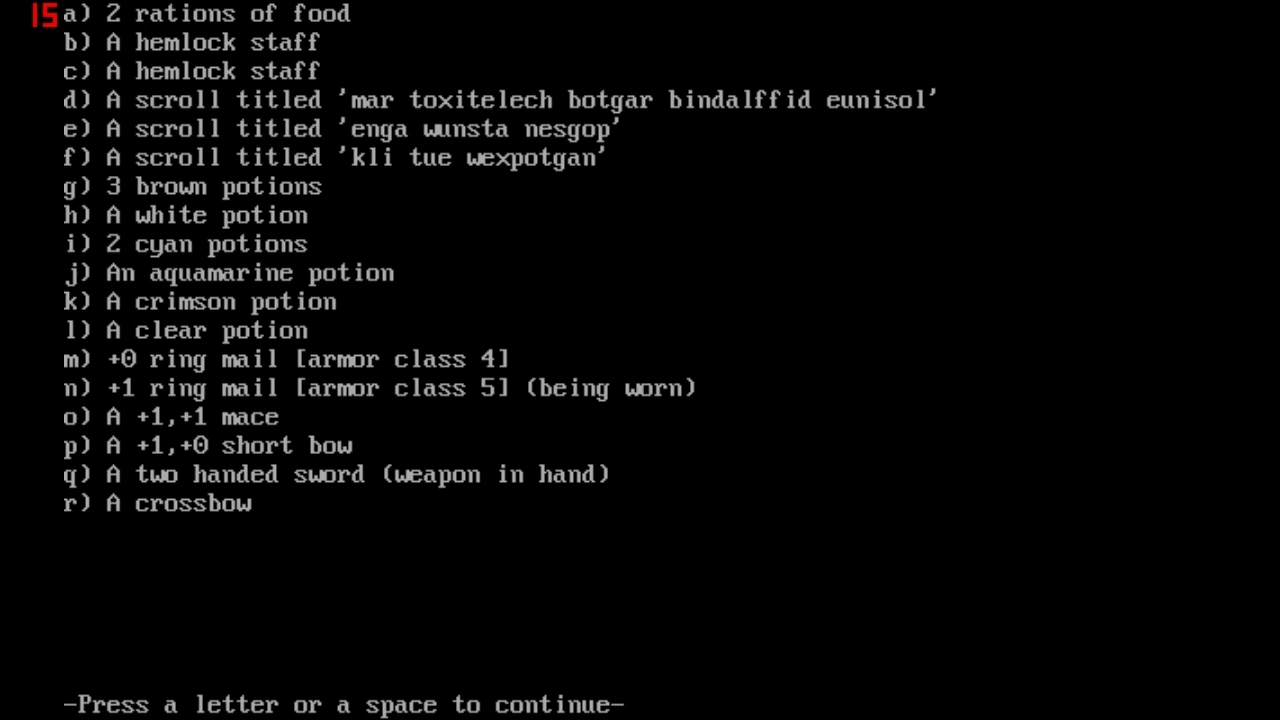 15 a) 2 rations of food
b) A hemlock staff
c) A hemlock staff
d) A scroll titled 'mar toxitelech botgar bindalffid eunisol'
e) A scroll titled 'enga wunsta nesgop'
f) A scroll titled 'kli tue wexpotgan'
g) 3 brown potions
h) A white potion
i) 2 cyan potions
j) An aquamarine potion
k) A crimson potion
l) A clear potion
m) +0 ring mail [armor class 4]
n) +1 ring mail [armor class 5] (being worn)
o) A +1,+1 mace
p) A +1,+0 short bow
q) A two handed sword (weapon in hand)
r) A crossbow
-Press a letter or a space to continue-